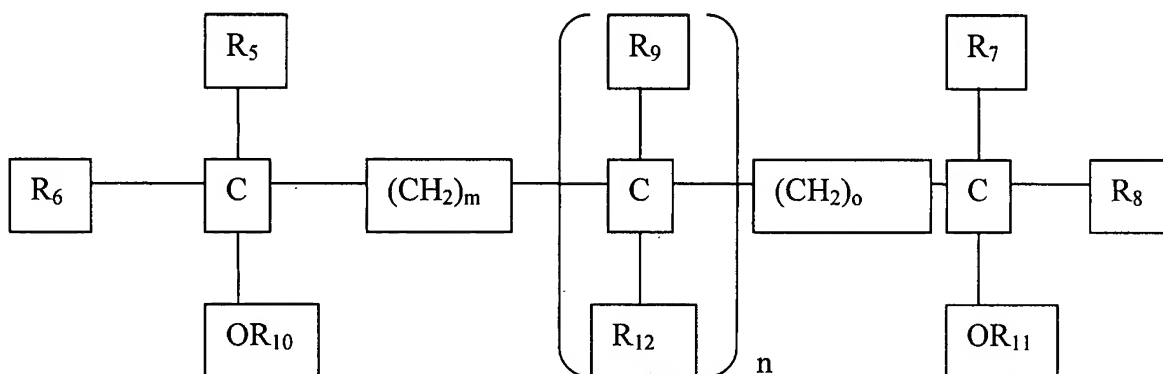 R₅ R₉ R₇
R₆ C (CH₂)ₘ C (CH₂)ₒ C R₈
OR₁₀ R₁₂ OR₁₁
n